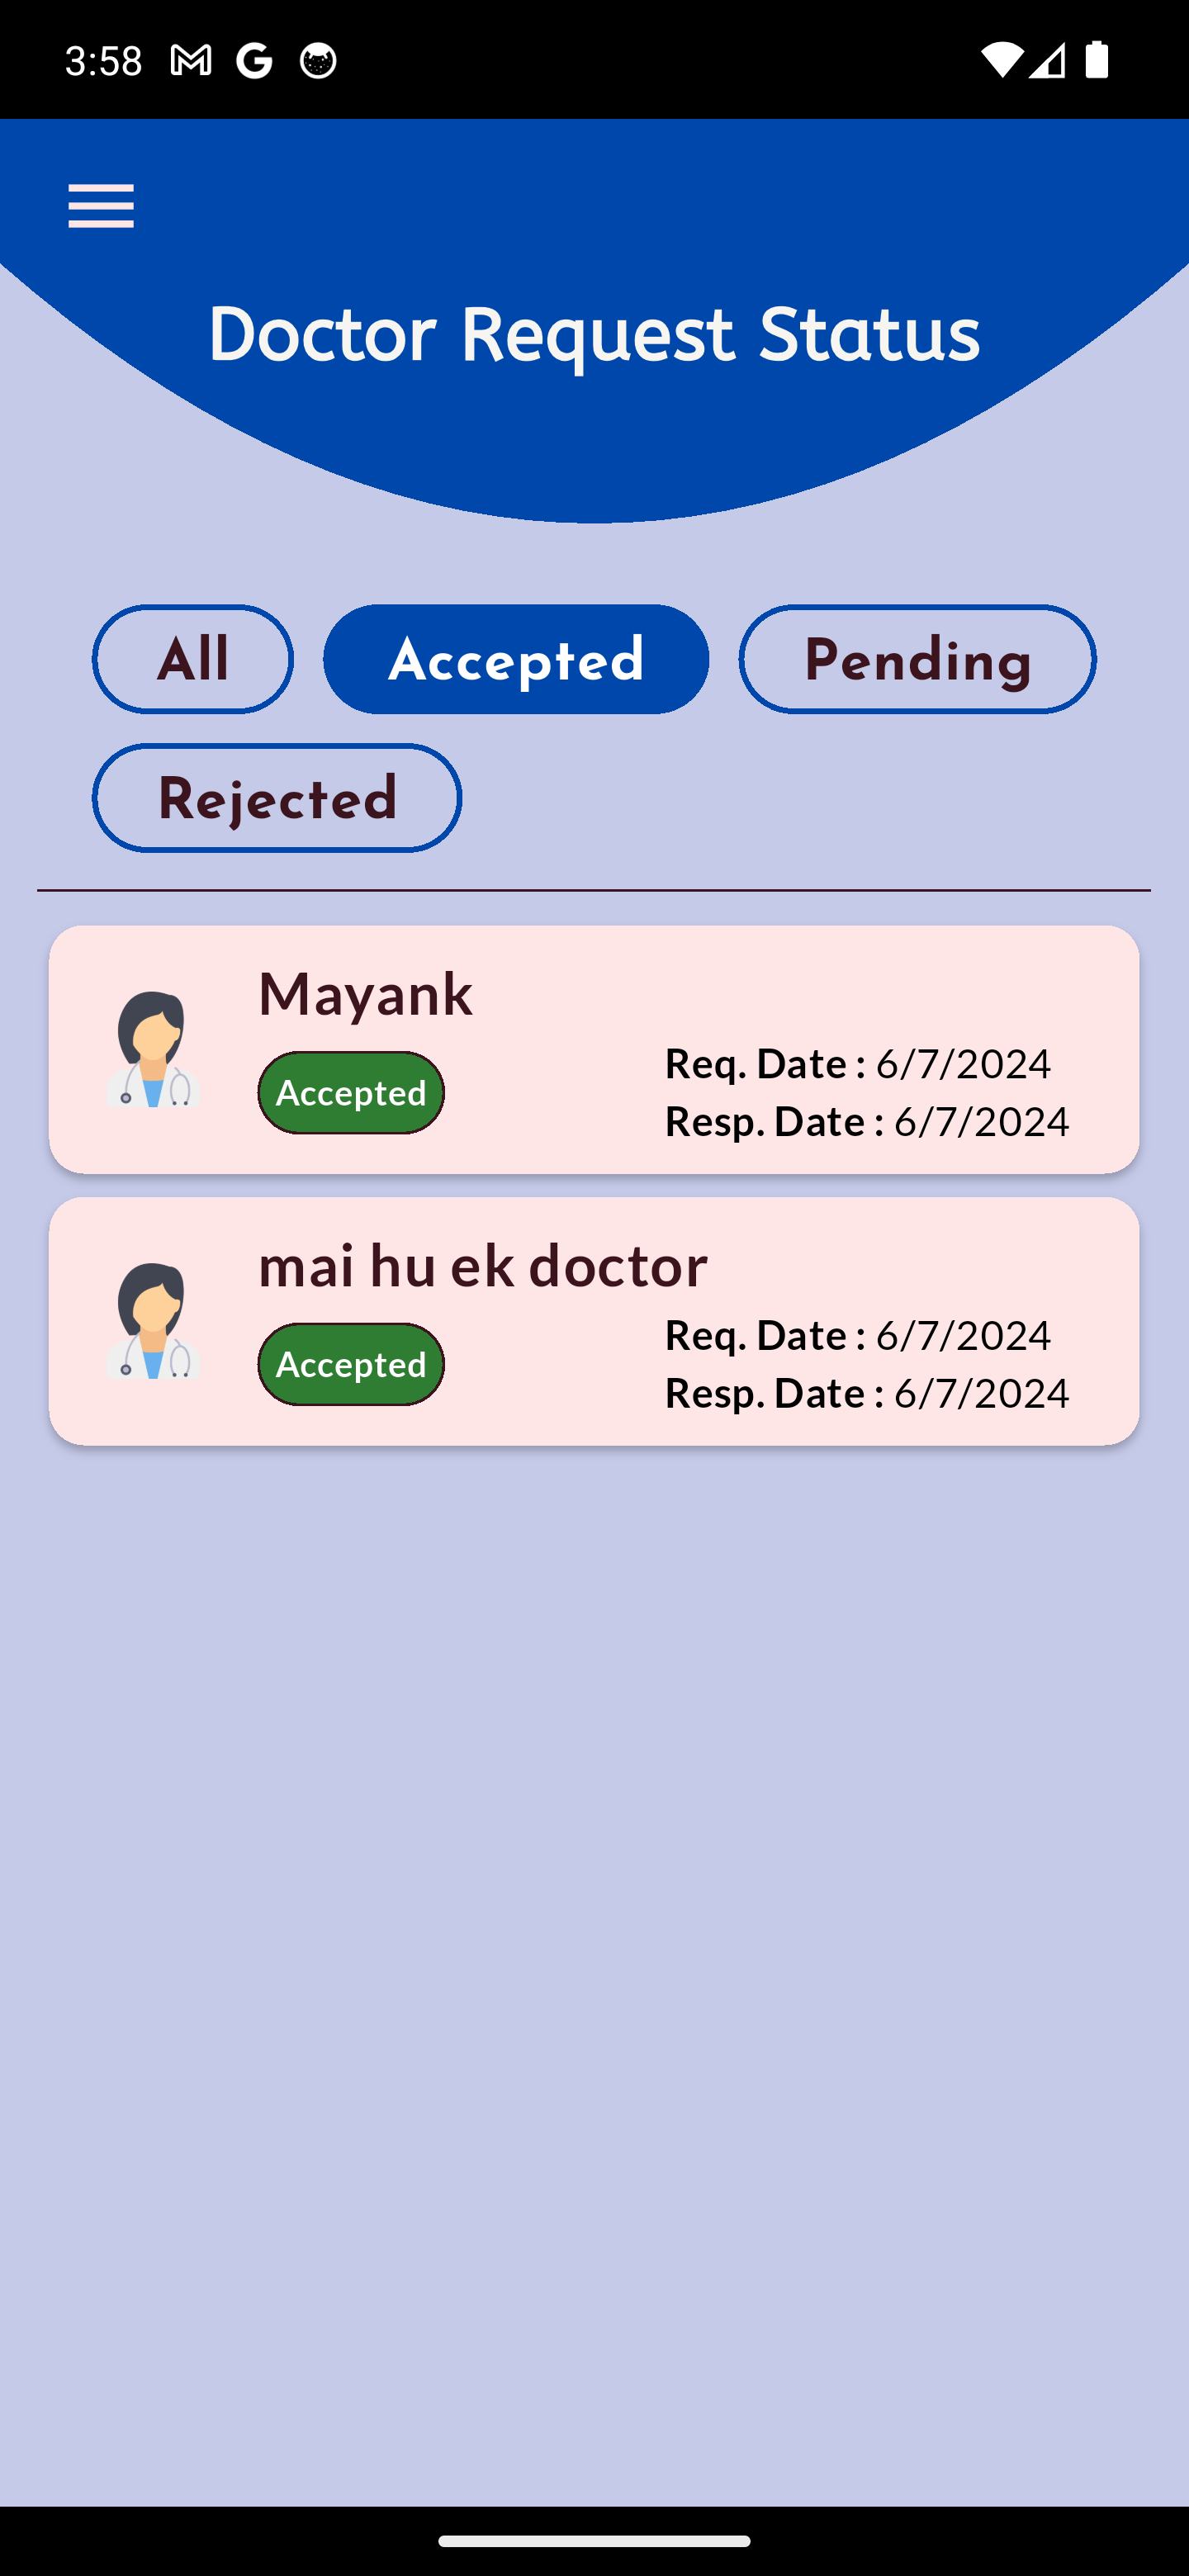 3:58
Doctor Request Status
All Accepted Pending
Rejected
Mayank
Accepted
Req. Date : 6/7/2024
Resp. Date : 6/7/2024
mai hu ek doctor
Accepted
Req. Date : 6/7/2024
Resp. Date : 6/7/2024